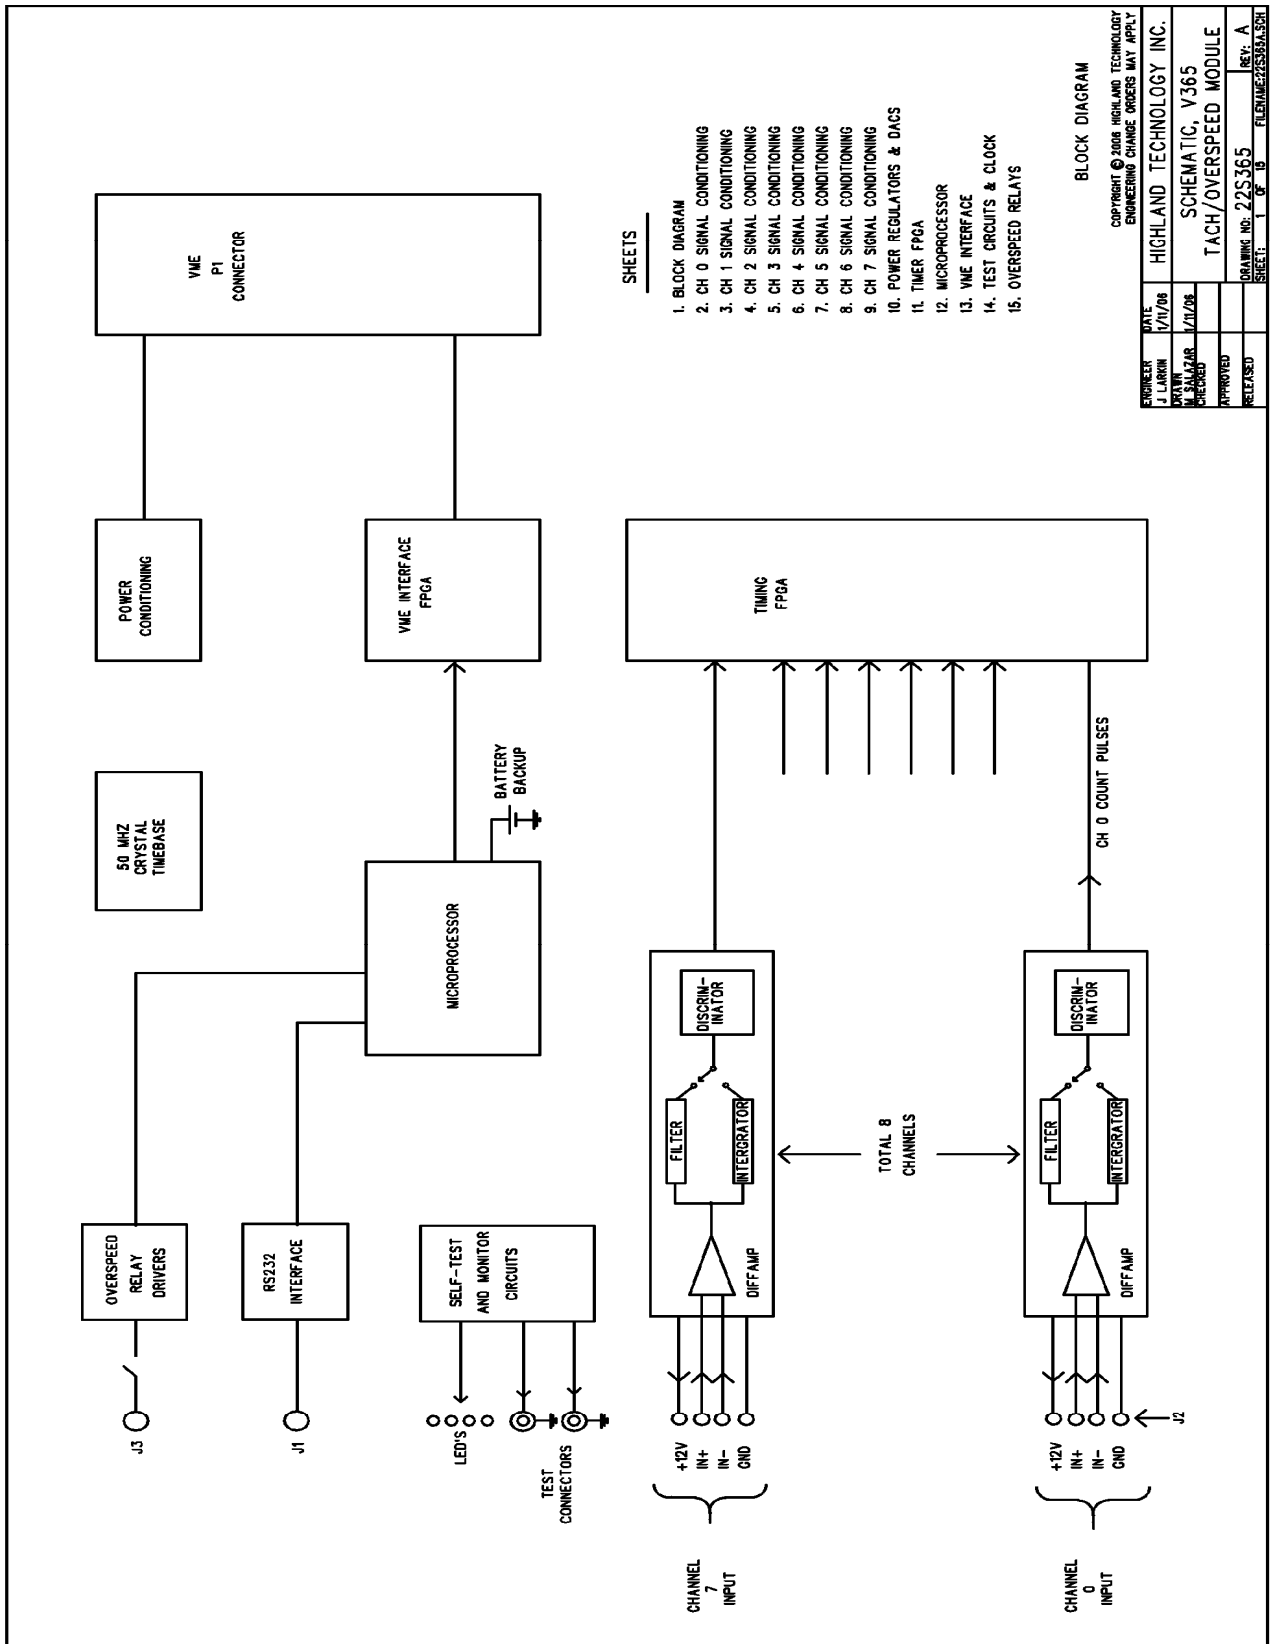 J3
OVERSPEED
RELAY
DRIVERS
50 MHZ
CRYSTAL
TIMEBASE
POWER
CONDITIONING
VME
P1
CONNECTOR
J1
RS232
INTERFACE
MICROPROCESSOR
BATTERY
BACKUP
VME INTERFACE
FPGA
LED'S
TEST
CONNECTORS
SELF-TEST
AND MONITOR
CIRCUITS
CHANNEL
7
INPUT
+12V
IN+
IN-
GND
DIFFAMP
FILTER
INTERGRATOR
DISCRIM-
INATOR
TIMING
FPGA
TOTAL 8
CHANNELS
CH 0 COUNT PULSES
CHANNEL
0
INPUT
+12V
IN+
IN-
GND
J2
DIFFAMP
FILTER
INTERGRATOR
DISCRIM-
INATOR
SHEETS
1. BLOCK DIAGRAM
2. CH 0 SIGNAL CONDITIONING
3. CH 1 SIGNAL CONDITIONING
4. CH 2 SIGNAL CONDITIONING
5. CH 3 SIGNAL CONDITIONING
6. CH 4 SIGNAL CONDITIONING
7. CH 5 SIGNAL CONDITIONING
8. CH 6 SIGNAL CONDITIONING
9. CH 7 SIGNAL CONDITIONING
10. POWER REGULATORS & DACS
11. TIMER FPGA
12. MICROPROCESSOR
13. VME INTERFACE
14. TEST CIRCUITS & CLOCK
15. OVERSPEED RELAYS
BLOCK DIAGRAM
COPYRIGHT © 2006 HIGHLAND TECHNOLOGY
ENGINEERING CHANGE ORDERS MAY APPLY
ENGINEER DATE
J LARKIN 1/11/06
DRAWN
M SALAZAR 1/11/06
CHECKED
APPROVED
RELEASED
HIGHLAND TECHNOLOGY INC.
SCHEMATIC, V365
TACH/OVERSPEED MODULE
DRAWING NO: 22S365 REV: A
SHEET: 1 OF 15 FILENAME:22S365A.SCH